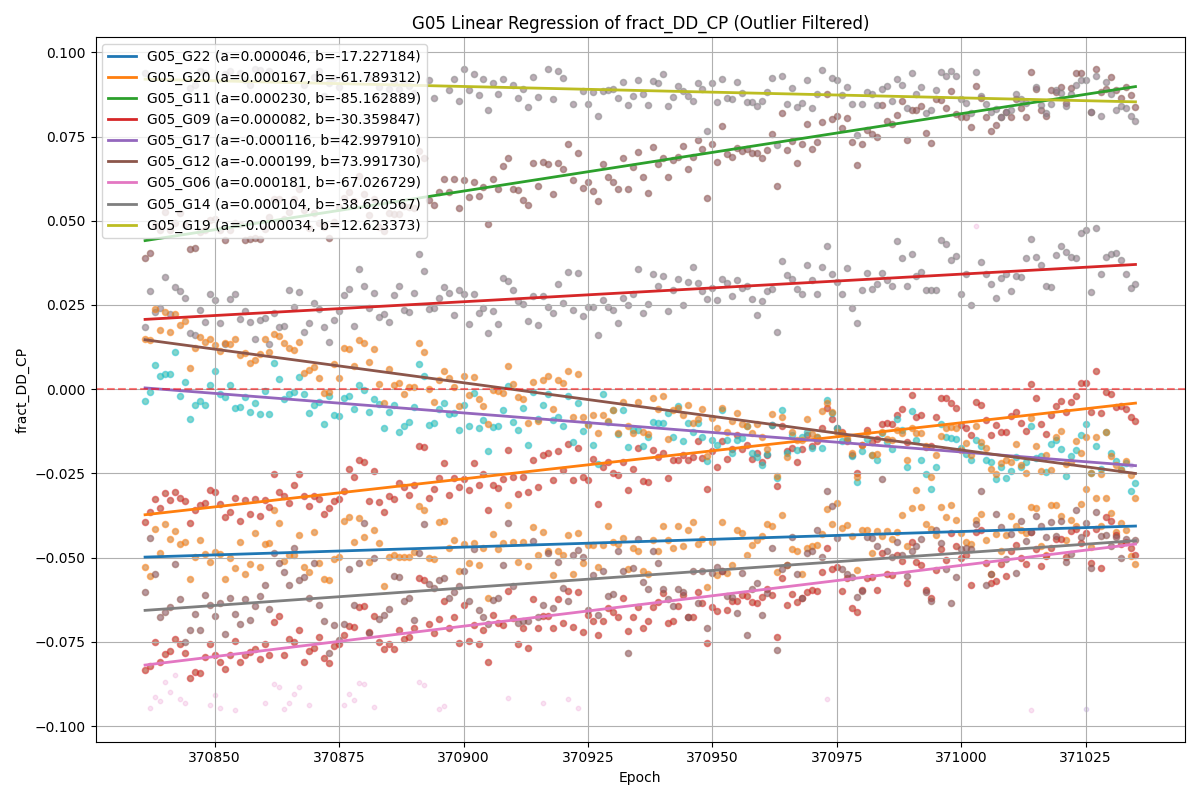 G05 Linear Regression of fract_DD_CP (Outlier Filtered)
0.100
0.075
0.050
0.025
0.000
−0.025
−0.050
−0.075
−0.100
fract_DD_CP
G05_G22 (a=0.000046, b=-17.227184)
G05_G20 (a=0.000167, b=-61.789312)
G05_G11 (a=0.000230, b=-85.162889)
G05_G09 (a=0.000082, b=-30.359847)
G05_G17 (a=-0.000116, b=42.997910)
G05_G12 (a=-0.000199, b=73.991730)
G05_G06 (a=0.000181, b=-67.026729)
G05_G14 (a=0.000104, b=-38.620567)
G05_G19 (a=-0.000034, b=12.623373)
370850 370875 370900 370925 370950 370975 371000 371025
Epoch